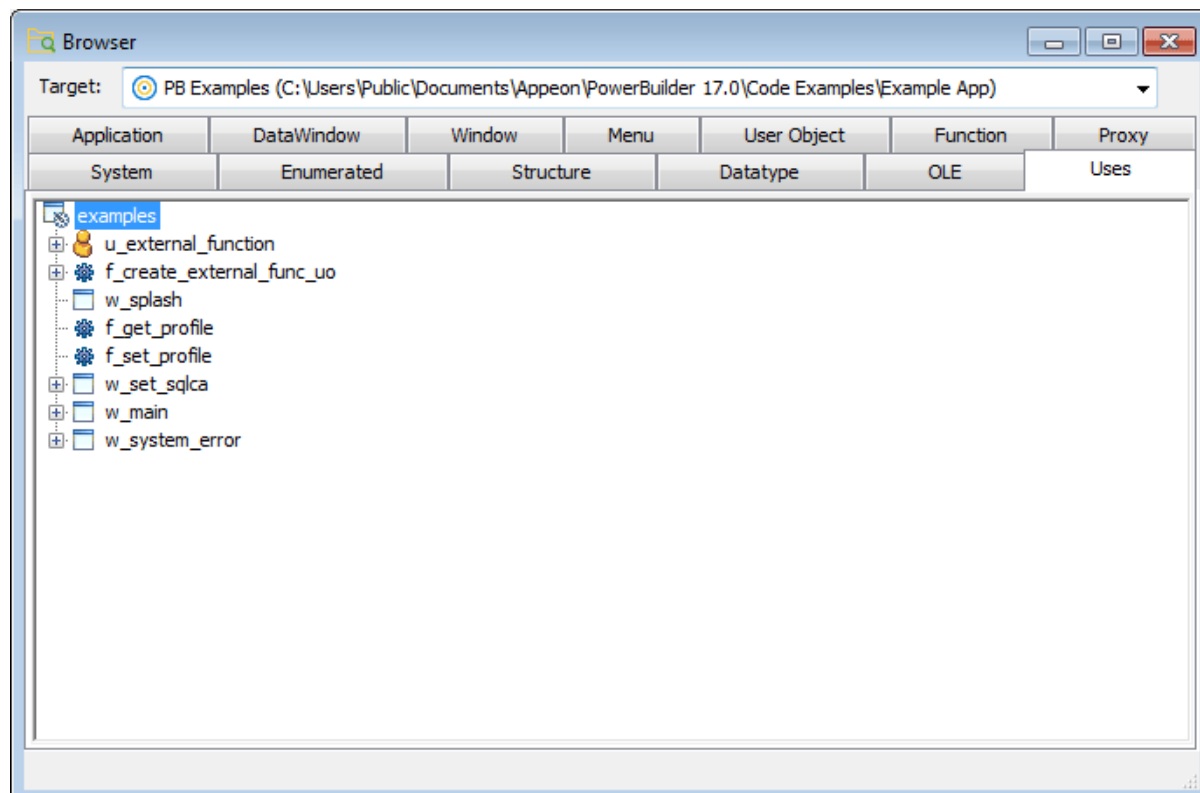 Browser
Target: PB Examples (C:\Users\Public\Documents\Appeon\PowerBuilder 17.0\Code Examples\Example App)
Application DataWindow Window Menu User Object Function Proxy
System Enumerated Structure Datatype OLE Uses
examples
u_external_function
f_create_external_func_uo
w_splash
f_get_profile
f_set_profile
w_set_sqlca
w_main
w_system_error